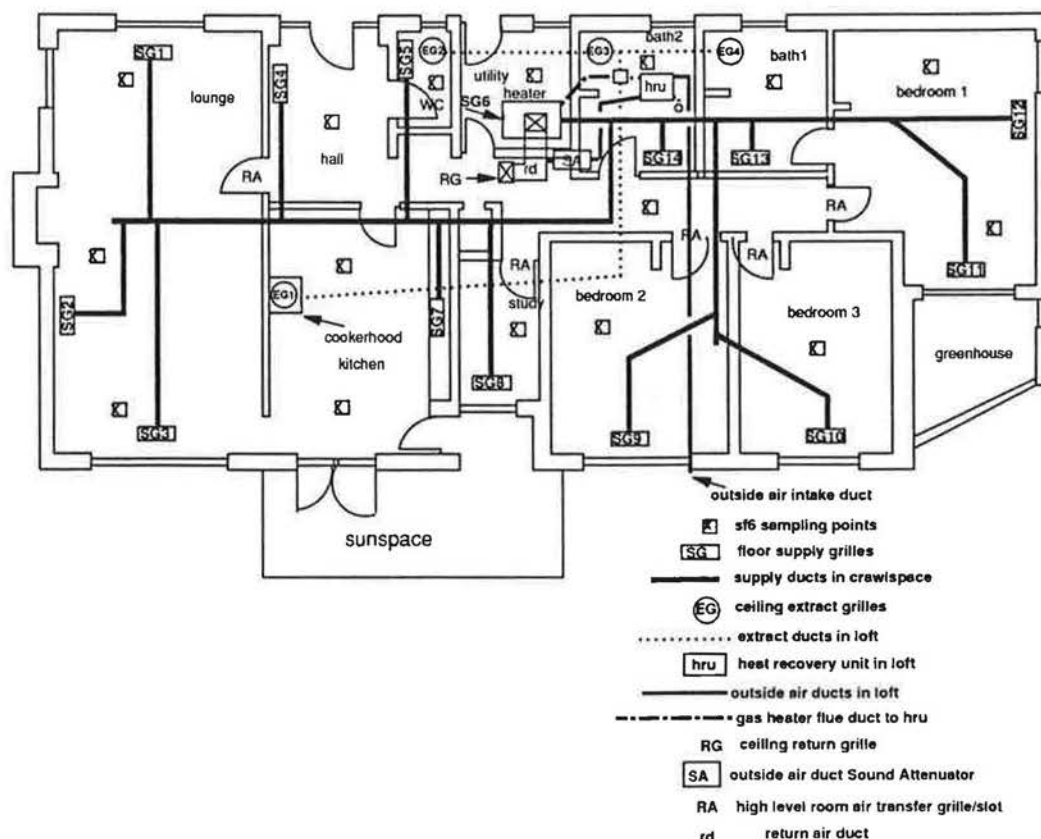 SG1
lounge
SG4
hall
RA
SG5
EG2
WC
utility
heater
SG6
EG3
bath2
hru
EG4
bath1
bedroom 1
SG12
RG
rd
SA
SG14
SG13
RA
SG11
SG2
SG3
EG1
cookerhood
kitchen
SG7
RA
study
SG8
bedroom 2
SG9
RA
RA
bedroom 3
SG10
greenhouse
sunspace
outside air intake duct
sf6 sampling points
SG floor supply grilles
supply ducts in crawlspace
EG ceiling extract grilles
extract ducts in loft
hru heat recovery unit in loft
outside air ducts in loft
gas heater flue duct to hru
RG ceiling return grille
SA outside air duct Sound Attenuator
RA high level room air transfer grille/slot
rd return air duct